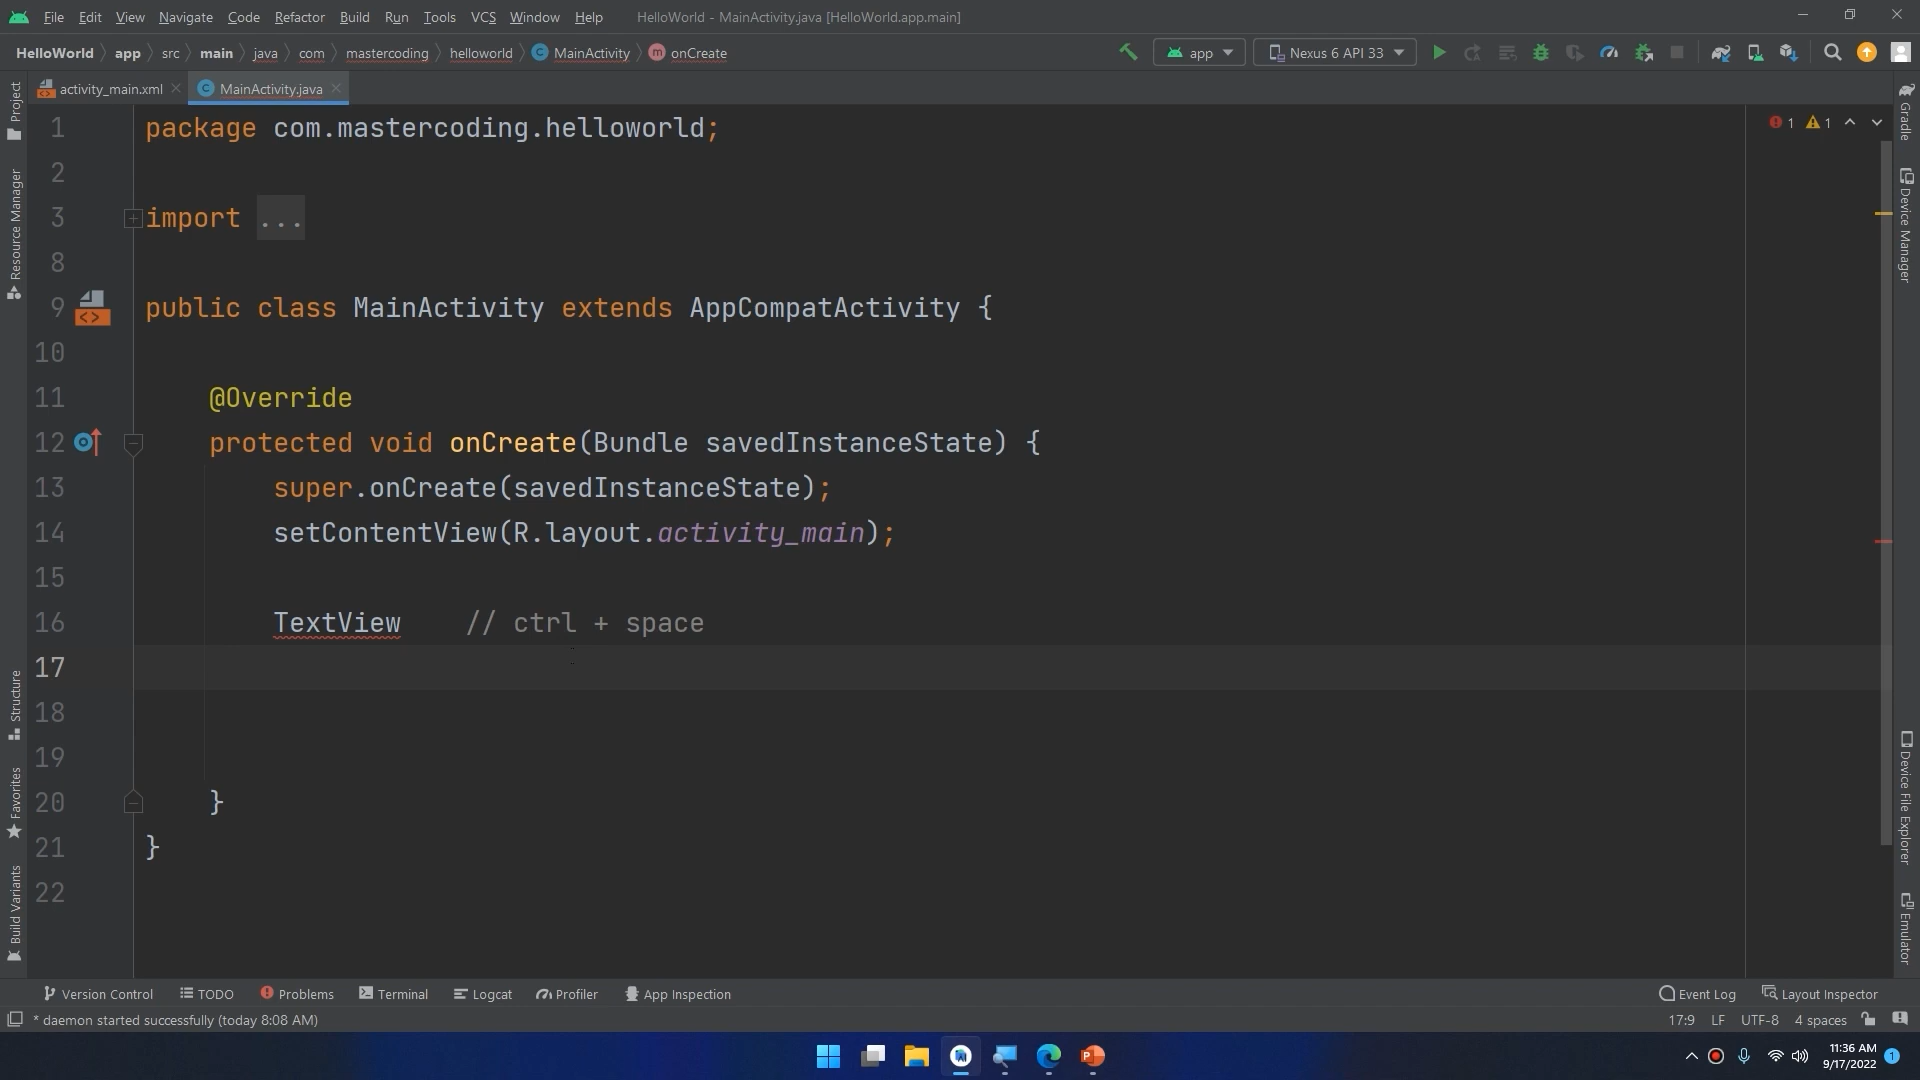 File Edit View Navigate Code Refactor Build Run Tools VCS Window Help HelloWorld - MainActivity.java [HelloWorld.app.main]
HelloWorld app src main java com mastercoding helloworld MainActivity onCreate app Nexus 6 API 33
activity_main.xml MainActivity.java
1 package com.mastercoding.helloworld;
2
3 import ...
8
9 public class MainActivity extends AppCompatActivity {
10
11 @Override
12 protected void onCreate(Bundle savedInstanceState) {
13 super.onCreate(savedInstanceState);
14 setContentView(R.layout.activity_main);
15
16 TextView // ctrl + space
17
18
19
20 }
21 }
22
1 1
Project
Resource Manager
Structure
Favorites
Build Variants
Gradle
Device Manager
Device File Explorer
Emulator
Version Control TODO Problems Terminal Logcat Profiler App Inspection Event Log Layout Inspector
* daemon started successfully (today 8:08 AM) 17:9 LF UTF-8 4 spaces
11:36 AM
9/17/2022
1